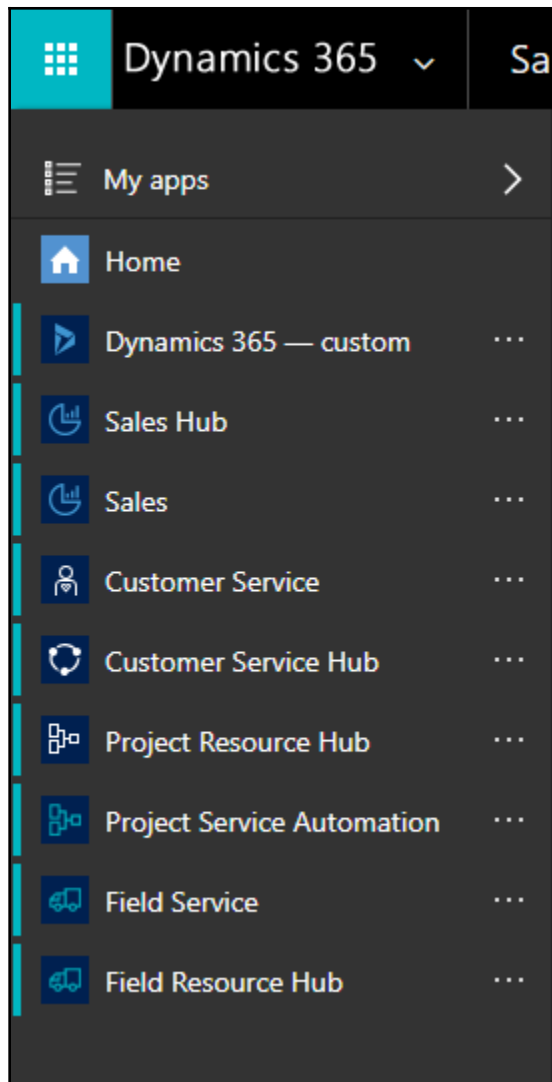 Dynamics 365 Sa
My apps
Home
Dynamics 365 — custom
Sales Hub
Sales
Customer Service
Customer Service Hub
Project Resource Hub
Project Service Automation
Field Service
Field Resource Hub